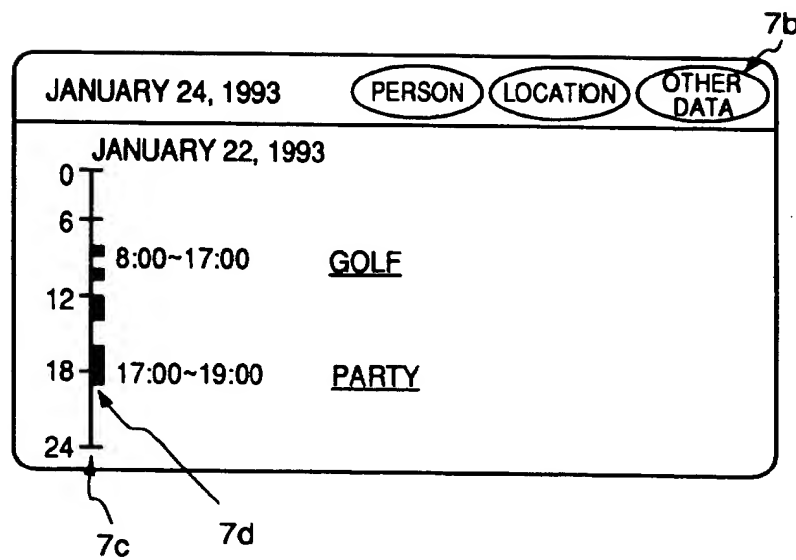 7b
JANUARY 24, 1993 PERSON LOCATION OTHER DATA
JANUARY 22, 1993
0
6
8:00~17:00 GOLF
12
18 17:00~19:00 PARTY
24
7c 7d